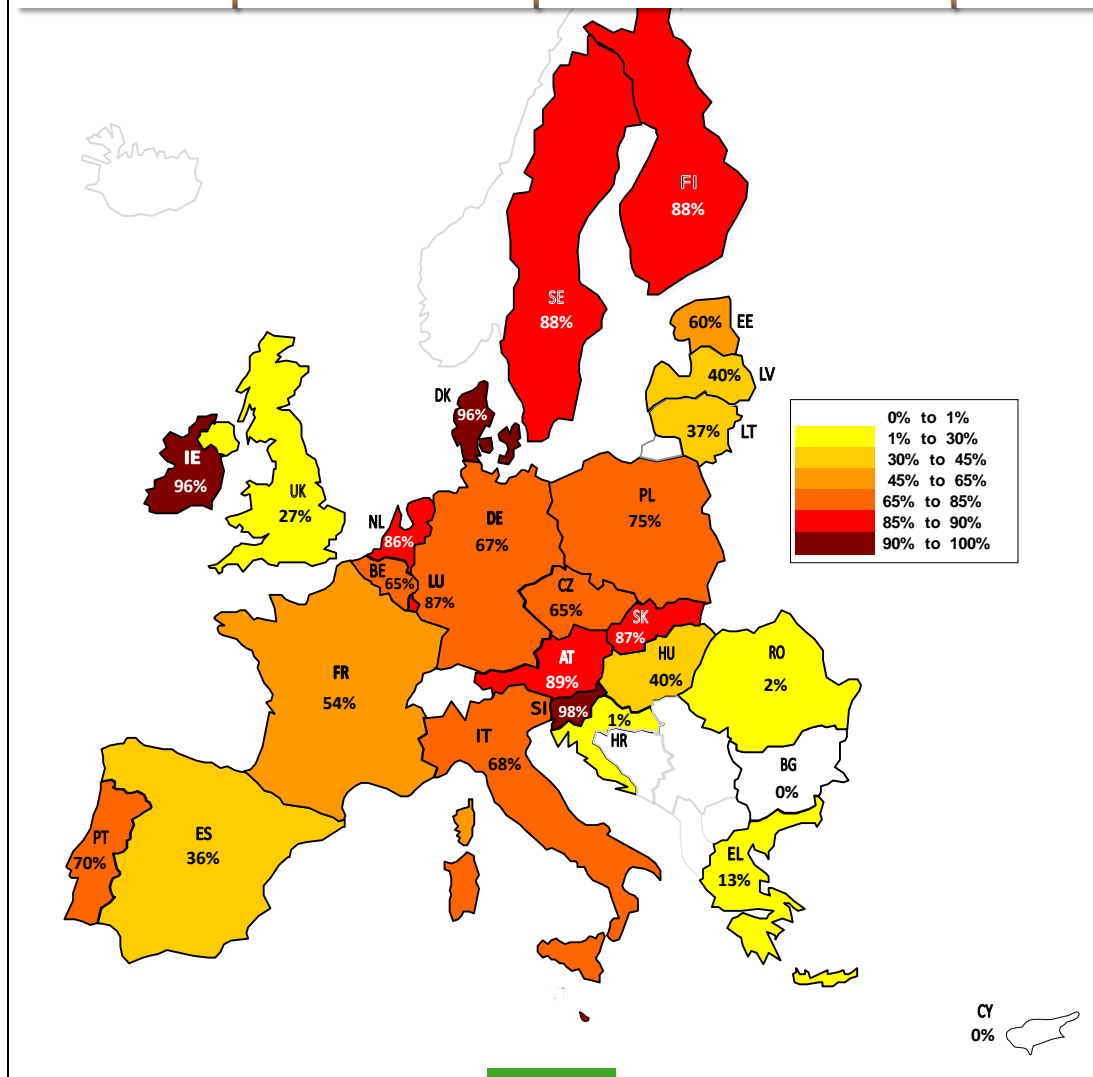 FI
88%
SE
88%
60% EE
40% LV
37% LT
DK
96%
IE
96%
UK
27%
NL
86%
BE
65%
LU
87%
DE
67%
PL
75%
CZ
65%
SK
87%
AT
89%
HU
40%
RO
2%
FR
54%
SI 98%
1%
HR
IT
68%
BG
0%
PT
70%
ES
36%
EL
13%
CY
0%
0% to 1%
1% to 30%
30% to 45%
45% to 65%
65% to 85%
85% to 90%
90% to 100%